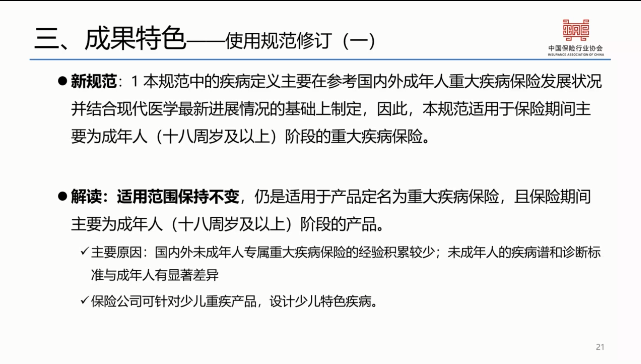 三、成果特色——使用规范修订（一）
中国保险行业协会
INSURANCE ASSOCIATION OF CHINA
●新规范：1 本规范中的疾病定义主要在参考国内外成年人重大疾病保险发展状况
并结合现代医学最新进展情况的基础上制定，因此，本规范适用于保险期间主
要为成年人（十八周岁及以上）阶段的重大疾病保险。
●解读：适用范围保持不变，仍是适用于产品定名为重大疾病保险，且保险期间
主要为成年人（十八周岁及以上）阶段的产品。
✓主要原因：国内外未成年人专属重大疾病保险的经验积累较少；未成年人的疾病谱和诊断标
准与成年人有显著差异
✓保险公司可针对少儿重疾产品，设计少儿特色疾病。
21